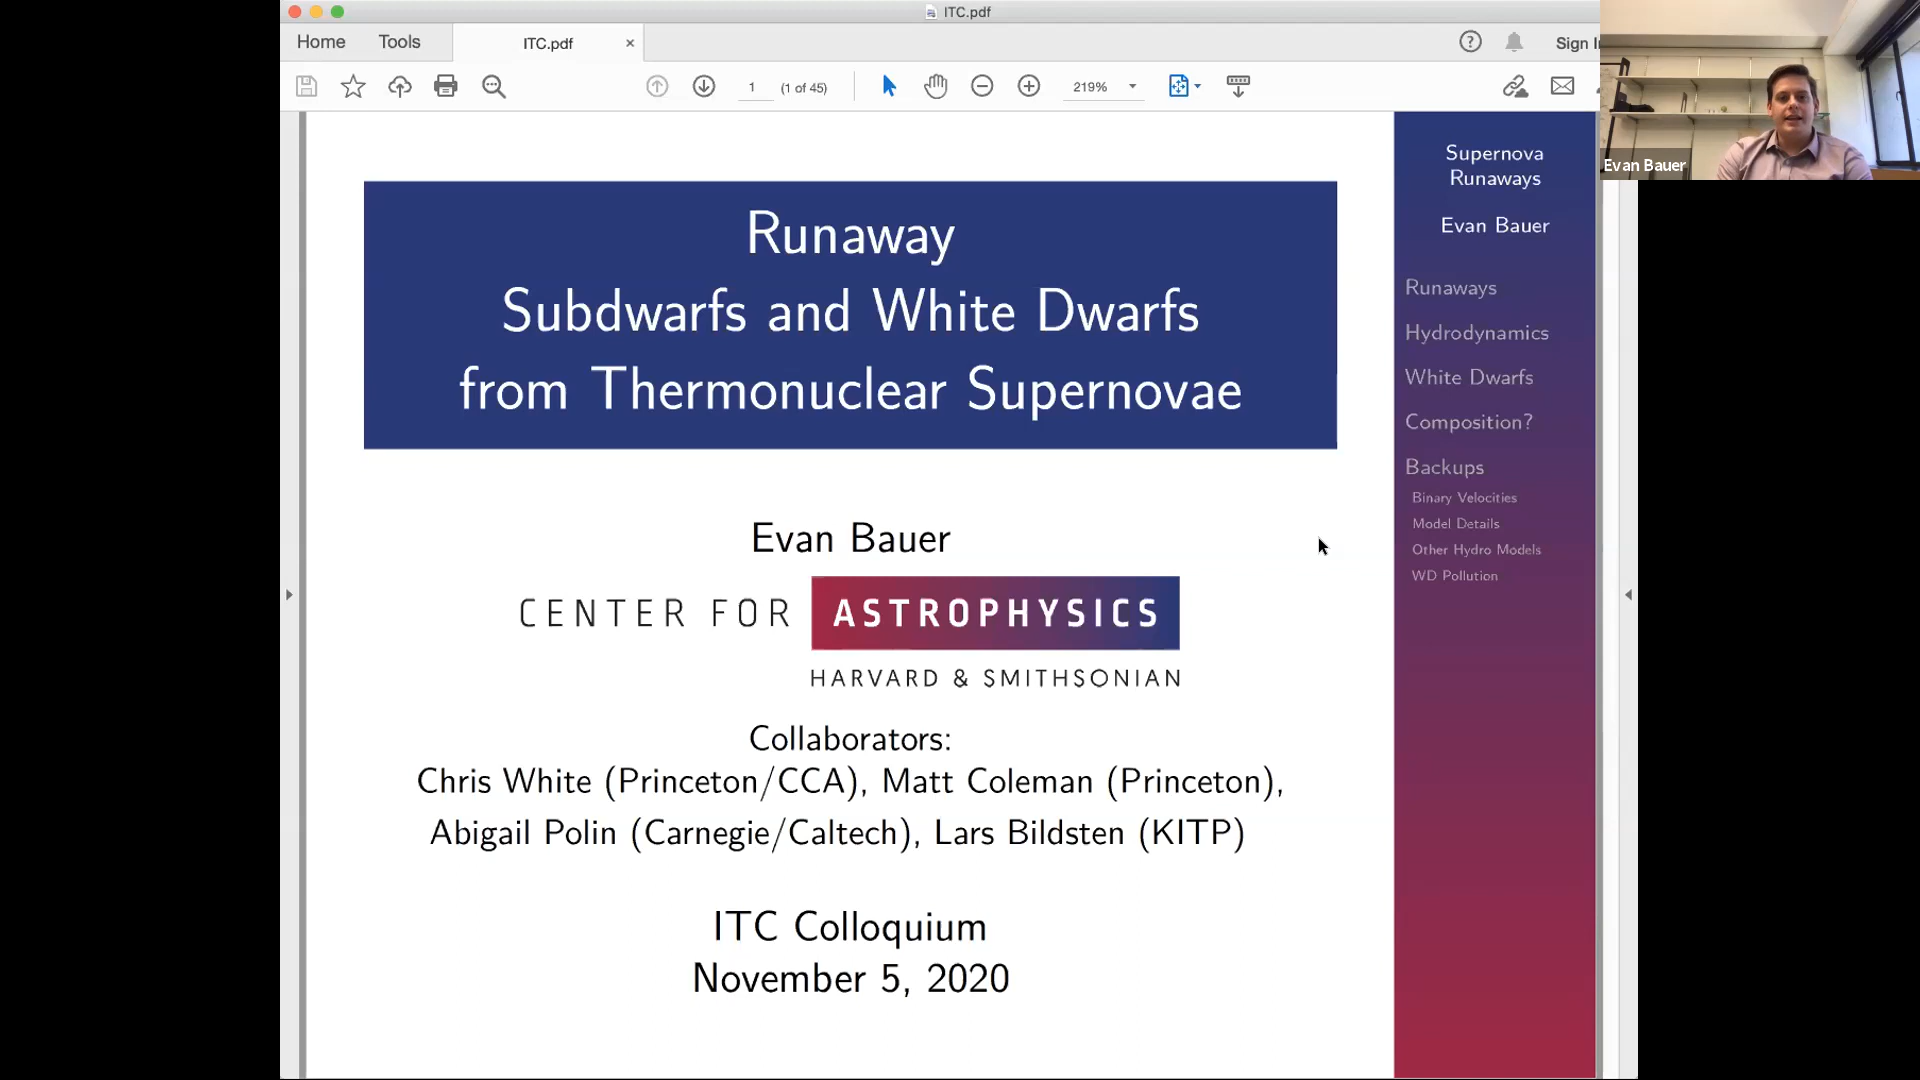 ITC.pdf
Home
Tools
ITC.pdf
Sign I
1
(1 of 45)
219%
Runaway
Subdwarfs and White Dwarfs
from Thermonuclear Supernovae
Evan Bauer
CENTER FOR ASTROPHYSICS
HARVARD & SMITHSONIAN
Collaborators:
Chris White (Princeton/CCA), Matt Coleman (Princeton),
Abigail Polin (Carnegie/Caltech), Lars Bildsten (KITP)
ITC Colloquium
November 5, 2020
Supernova
Runaways
Evan Bauer
Runaways
Hydrodynamics
White Dwarfs
Composition?
Backups
Binary Velocities
Model Details
Other Hydro Models
WD Pollution
Evan Bauer